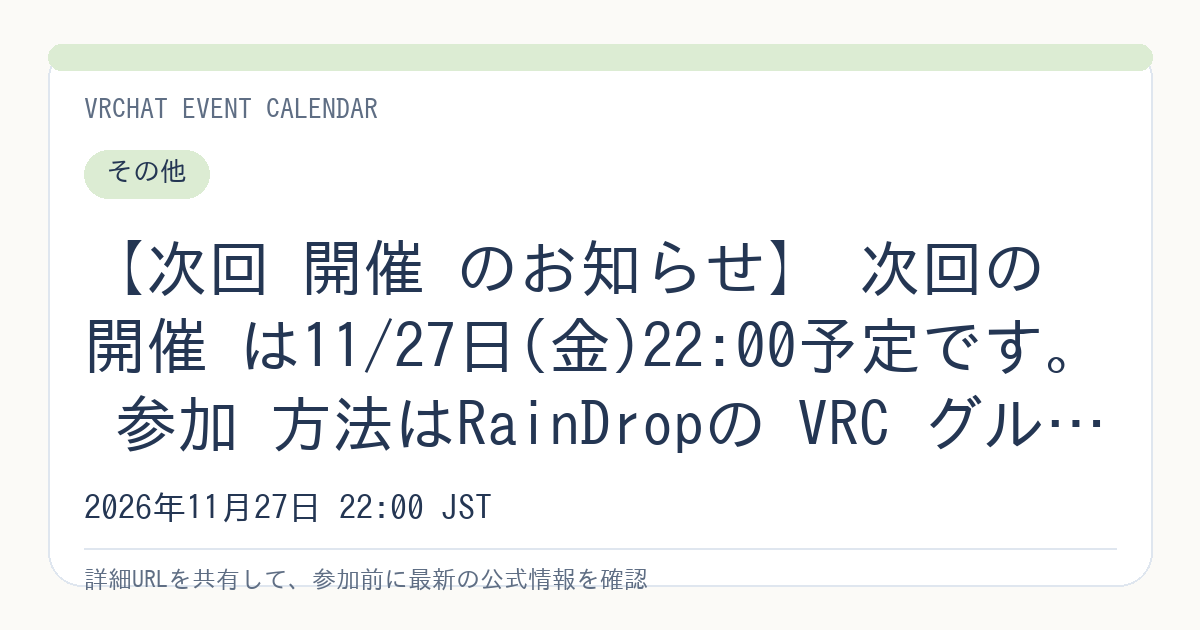 VRCHAT EVENT CALENDAR
その他
【次回 開催 のお知らせ】 次回の
開催 は11/27日(金)22:00予定です。
参加 方法はRainDropの VRC グル…
2026年11月27日 22:00 JST
詳細URLを共有して、参加前に最新の公式情報を確認